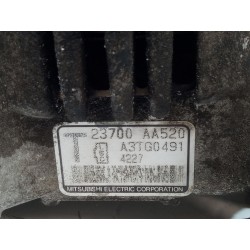 23700 AA520
A3TG0491
4227
MITSUBISHI ELECTRIC CORPORATION